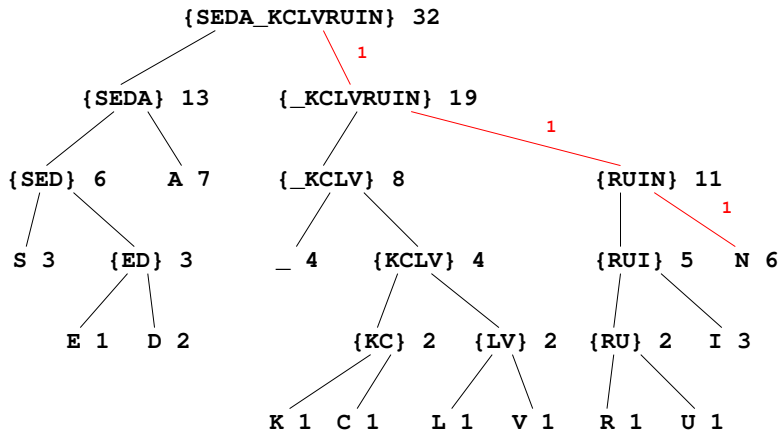 {SEDA_KCLVRUIN} 32
1
{SEDA} 13 {_KCLVRUIN} 19
1
{SED} 6 A 7 {_KCLV} 8 {RUIN} 11
1
S 3 {ED} 3 _ 4 {KCLV} 4 {RUI} 5 N 6
E 1 D 2 {KC} 2 {LV} 2 {RU} 2 I 3
K 1 C 1 L 1 V 1 R 1 U 1